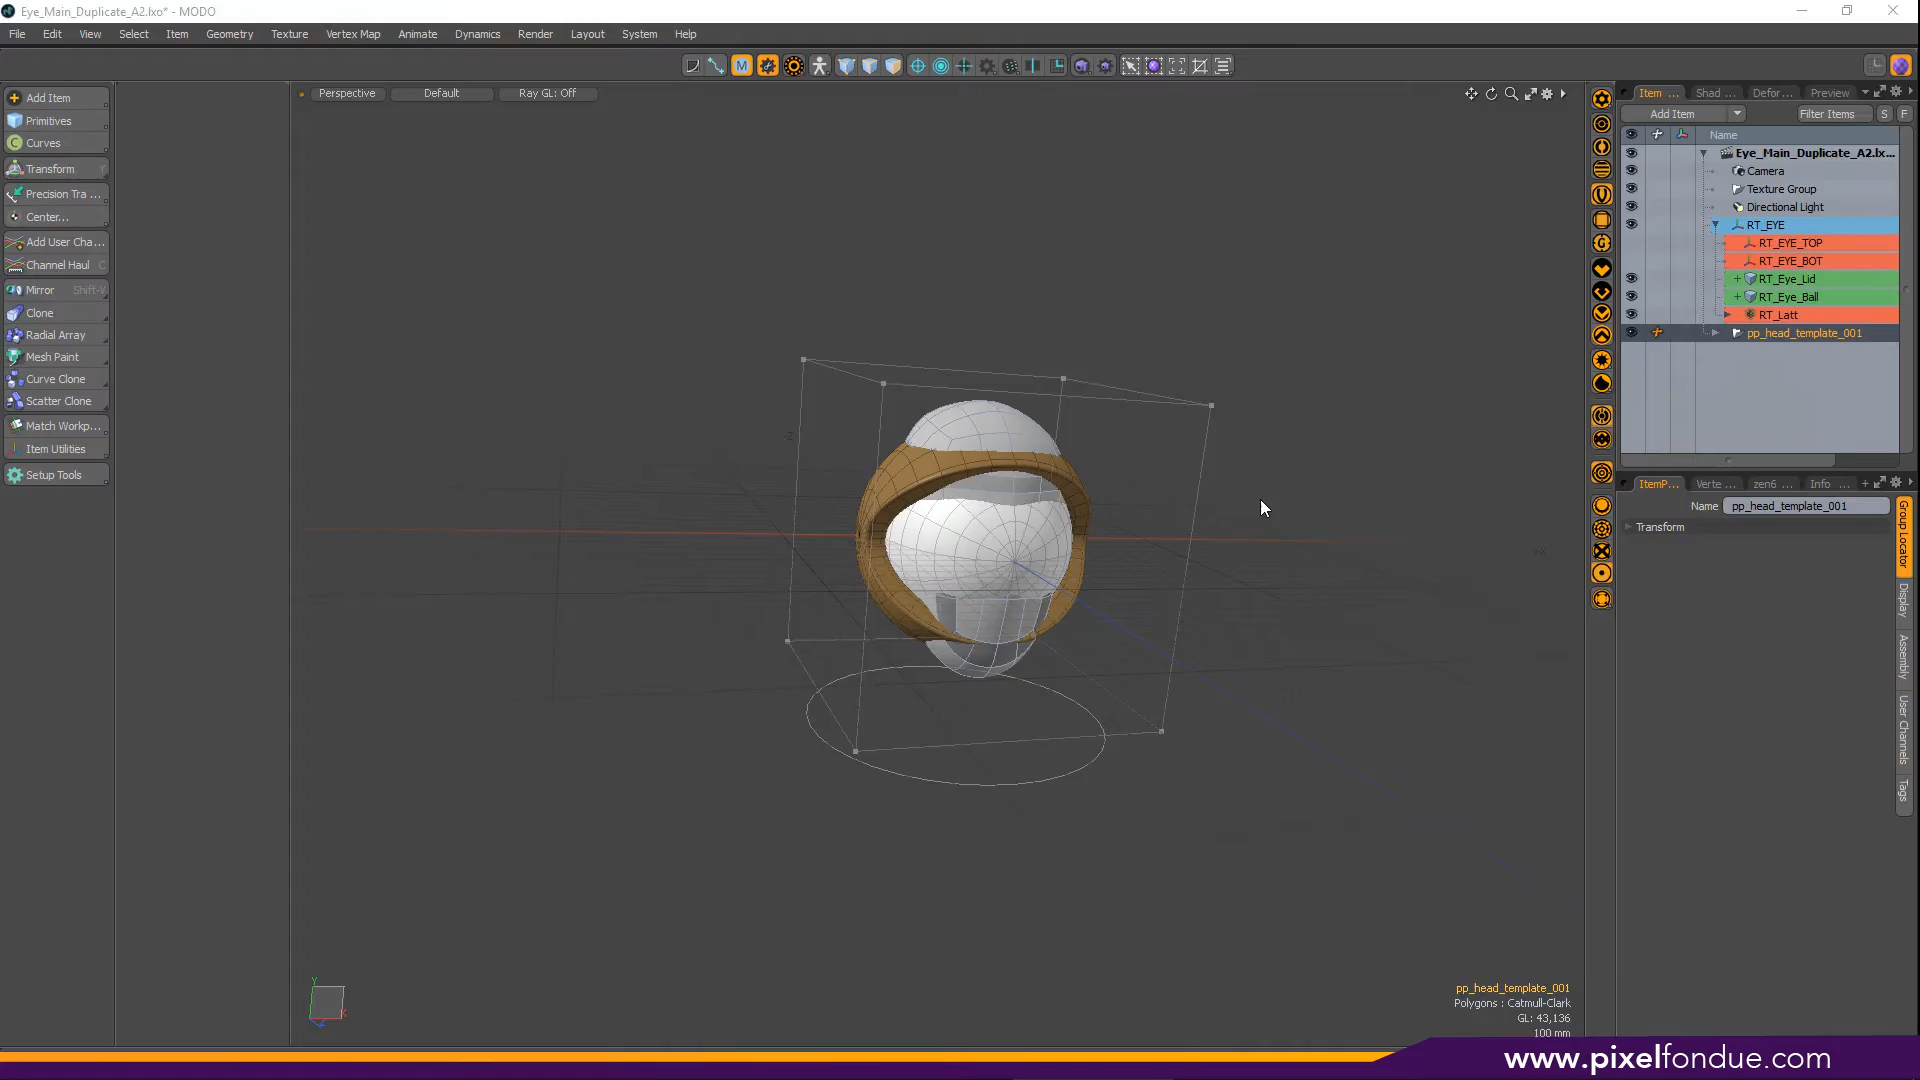 Eye_Main_Duplicate_A2.lxo* - MODO
File Edit View Select Item Geometry Texture Vertex Map Animate Dynamics Render Layout System Help
Add Item
Primitives
Curves
Transform Y
Precision Tra ...
Center...
Add User Cha...
Channel Haul C
Mirror Shift-V
Clone
Radial Array
Mesh Paint
Curve Clone
Scatter Clone
Match Workp...
Item Utilities
Setup Tools
M
Perspective Default Ray GL: Off
-Z
Y
X
pp_head_template_001
Polygons : Catmull-Clark
GL: 43,136
100 mm
Item ... Shad ... Defor... Preview
Add Item Filter Items S F
Name
Eye_Main_Duplicate_A2.lx...
Camera
Texture Group
Directional Light
RT_EYE
RT_EYE_TOP
RT_EYE_BOT
RT_Eye_Lid
RT_Eye_Ball
RT_Latt
pp_head_template_001
ItemP... Verte ... zen6 ... Info ...
Name pp_head_template_001
Transform
Group Locator
Display
Assembly
User Channels
Tags
www.pixelfondue.com